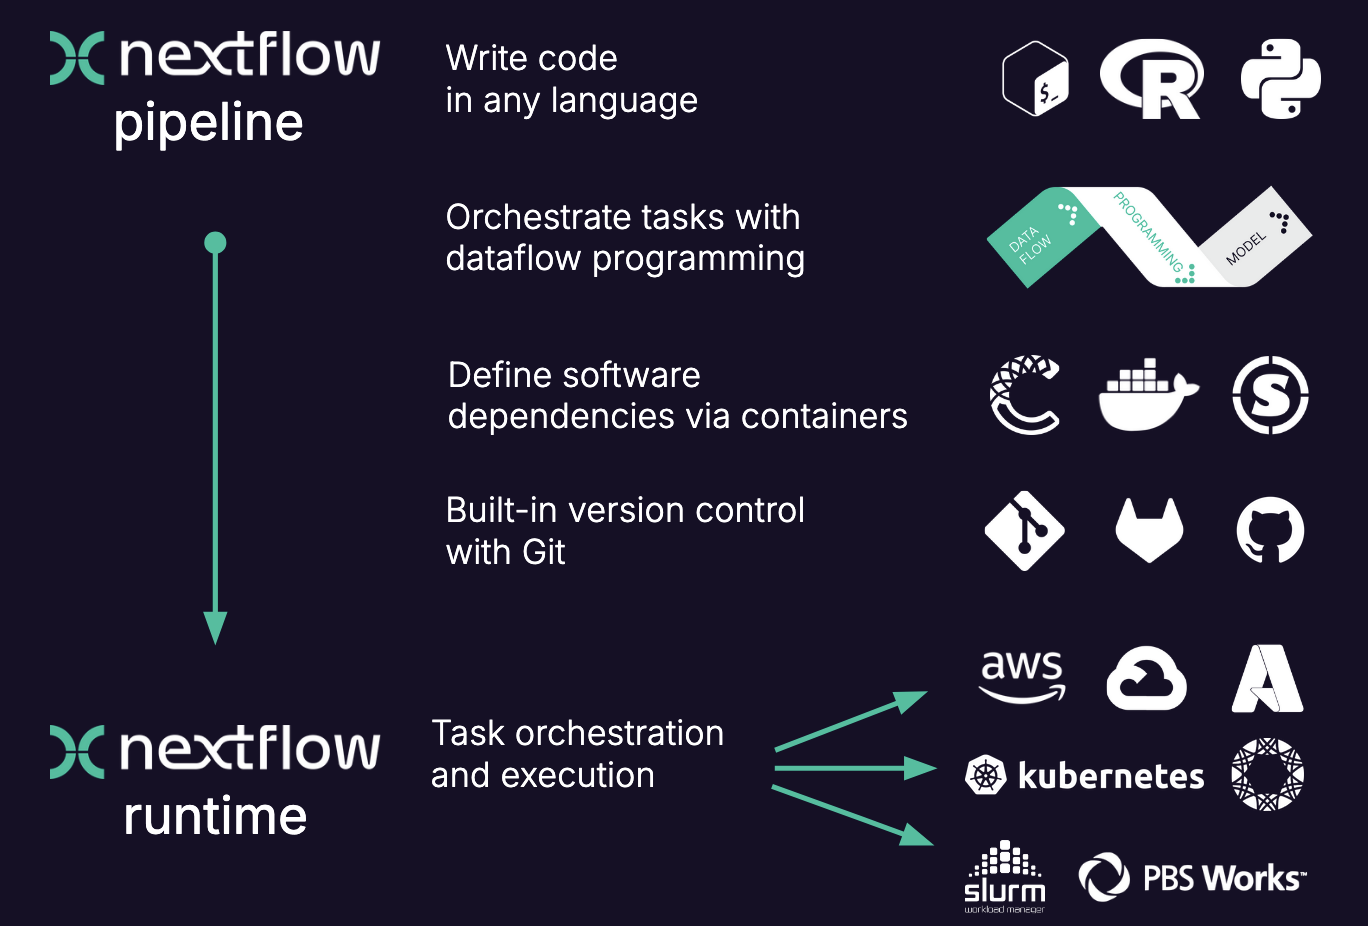 nextflow
pipeline
Write code
in any language
$_
R
Orchestrate tasks with
dataflow programming
DATA
FLOW
PROGRAMMING
MODEL
Define software
dependencies via containers
C
S
Built-in version control
with Git
nextflow
runtime
Task orchestration
and execution
aws
kubernetes
slurm
workload manager
PBS Works™